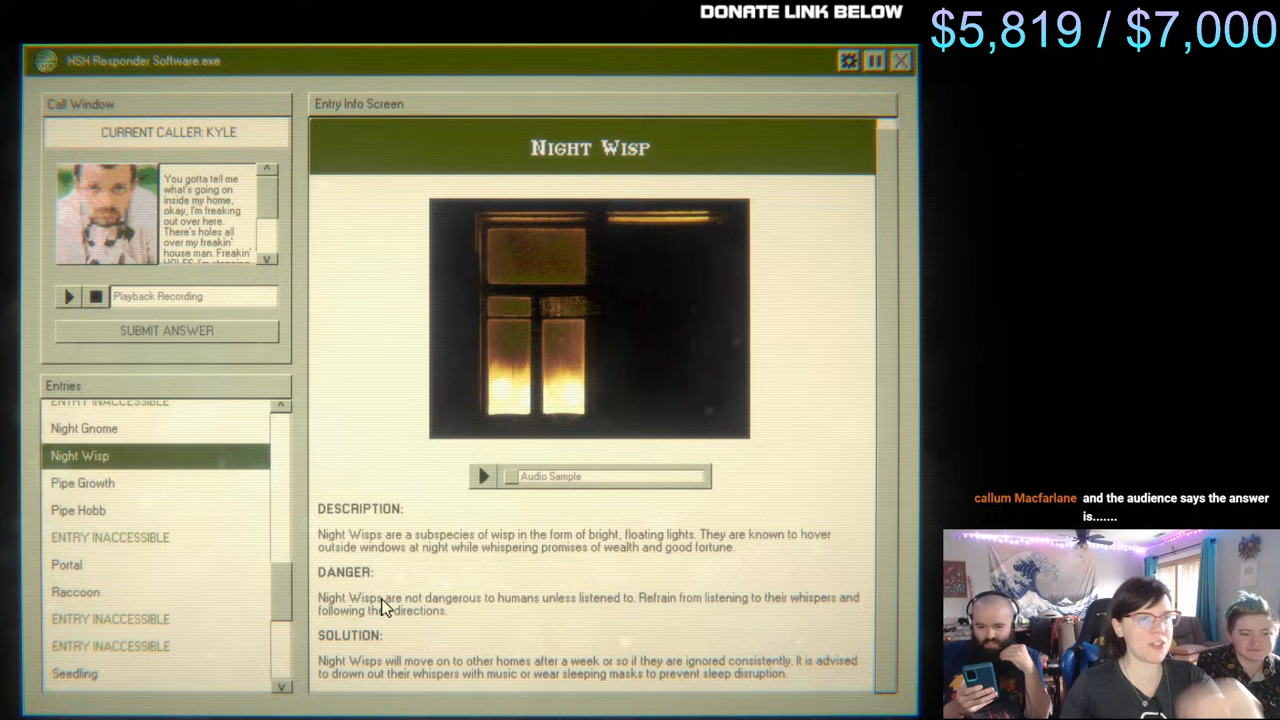 DONATE LINK BELOW
$5,819 / $7,000
HSH Responder Software.exe
Call Window
CURRENT CALLER: KYLE
You gotta tell me
what's going on
inside my home,
okay, I'm freaking
out over here.
There's holes all
over my freakin'
house man. Freakin'
Playback Recording
SUBMIT ANSWER
Entries
ENTRY INACCESSIBLE
Night Gnome
Night Wisp
Pipe Growth
Pipe Hobb
ENTRY INACCESSIBLE
Portal
Raccoon
ENTRY INACCESSIBLE
ENTRY INACCESSIBLE
Seedling
Entry Info Screen
NIGHT WISP
Audio Sample
DESCRIPTION:
Night Wisps are a subspecies of wisp in the form of bright, floating lights. They are known to hover
outside windows at night while whispering promises of wealth and good fortune.
DANGER:
Night Wisps are not dangerous to humans unless listened to. Refrain from listening to their whispers and
following the directions.
SOLUTION:
Night Wisps will move on to other homes after a week or so if they are ignored consistently. It is advised
to drown out their whispers with music or wear sleeping masks to prevent sleep disruption.
callum Macfarlane and the audience says the answer
is.......